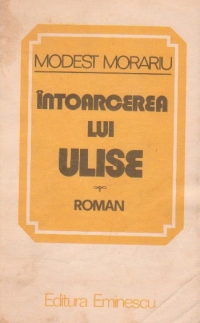 MODEST MORARIU
ÎNTOARCEREA
LUI
ULISE
ROMAN
Editura Eminescu